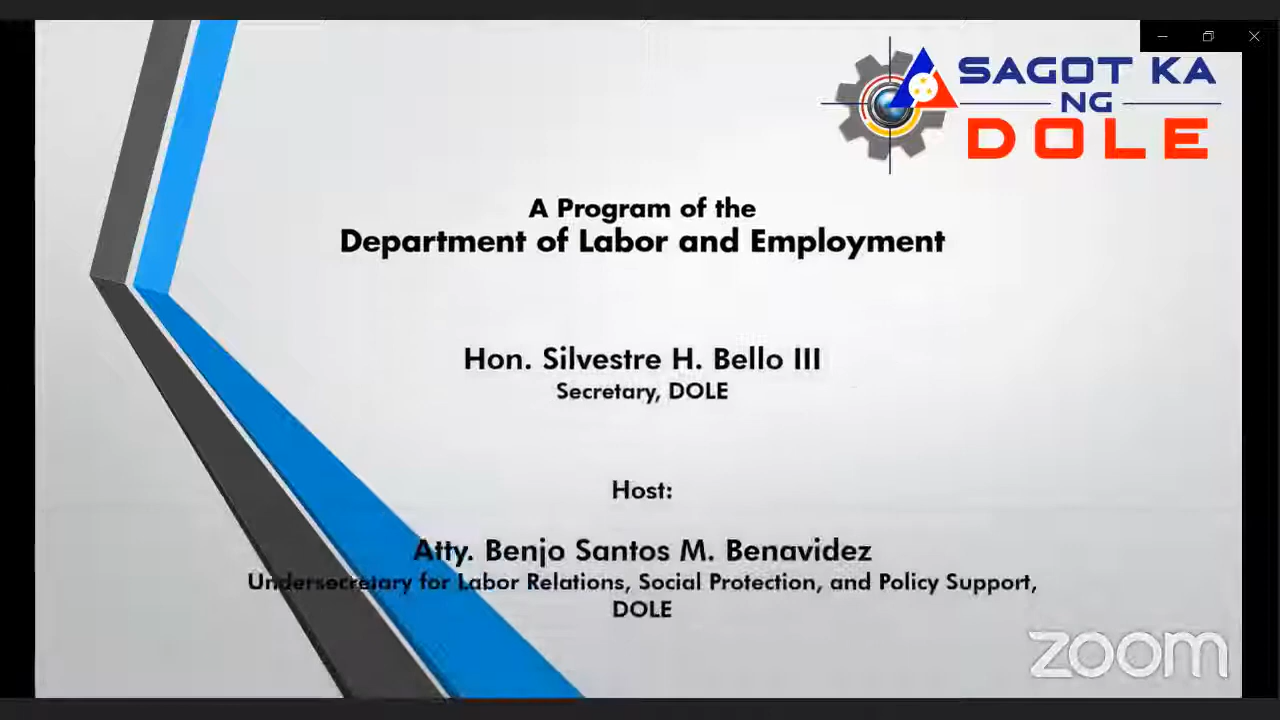 SAGOT KA
NG
DOLE
A Program of the
Department of Labor and Employment
Hon. Silvestre H. Bello III
Secretary, DOLE
Host:
Atty. Benjo Santos M. Benavidez
Undersecretary for Labor Relations, Social Protection, and Policy Support,
DOLE
zoom